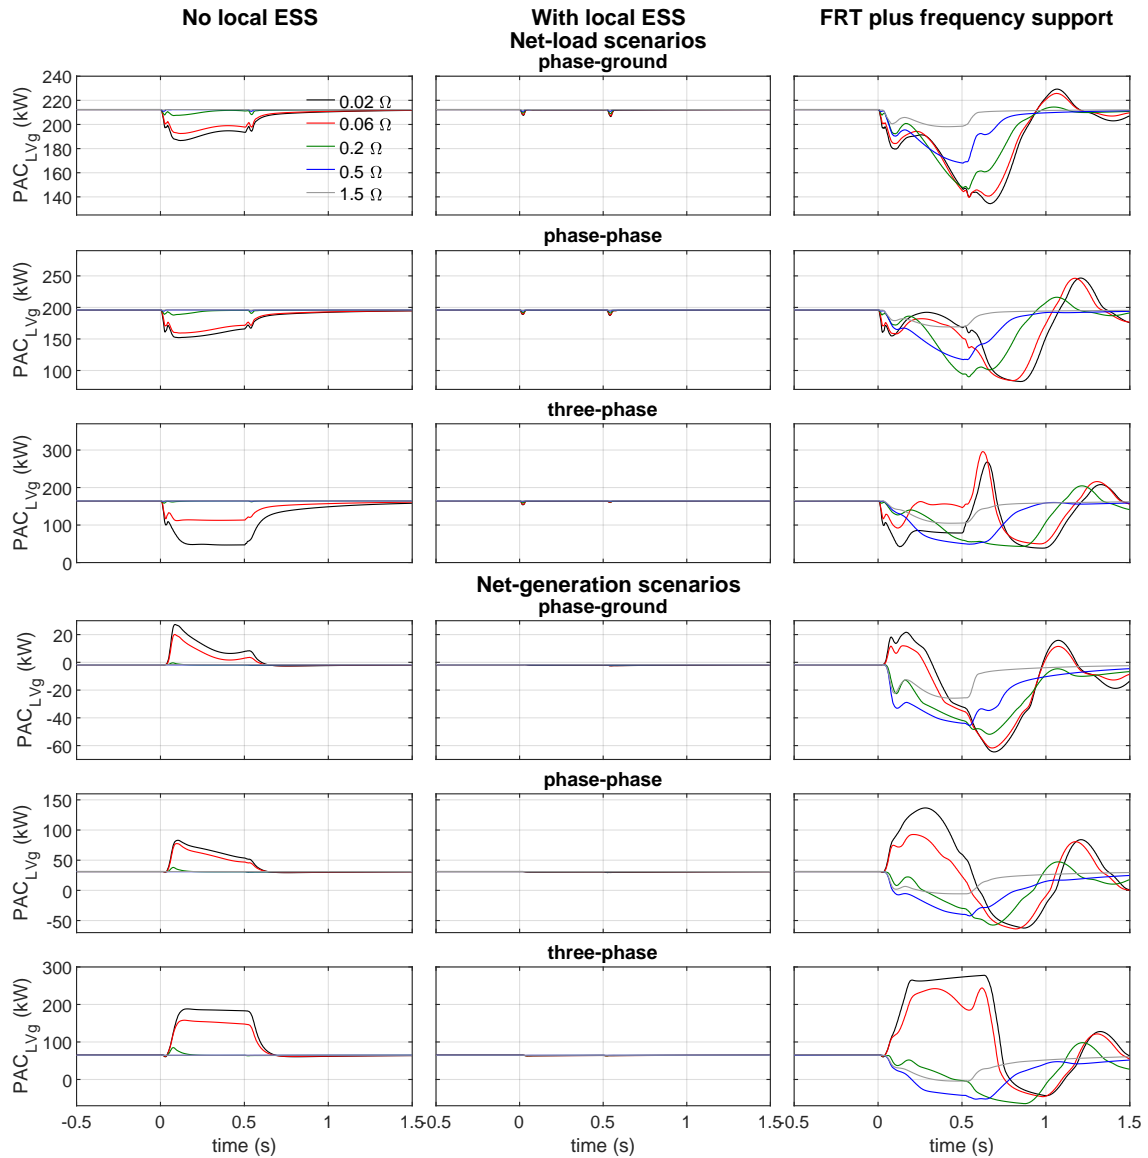 No local ESS
With local ESS
FRT plus frequency support
Net-load scenarios
phase-ground
PAC_LVg (kW)
240
220
200
180
160
140
0.02 Ω
0.06 Ω
0.2 Ω
0.5 Ω
1.5 Ω
phase-phase
PAC_LVg (kW)
250
200
150
100
three-phase
PAC_LVg (kW)
300
200
100
0
Net-generation scenarios
phase-ground
PAC_LVg (kW)
20
0
-20
-40
-60
phase-phase
PAC_LVg (kW)
150
100
50
0
-50
three-phase
PAC_LVg (kW)
300
200
100
0
-0.5 0 0.5 1 1.5
-0.5 0 0.5 1 1.5
-0.5 0 0.5 1 1.5
time (s)
time (s)
time (s)